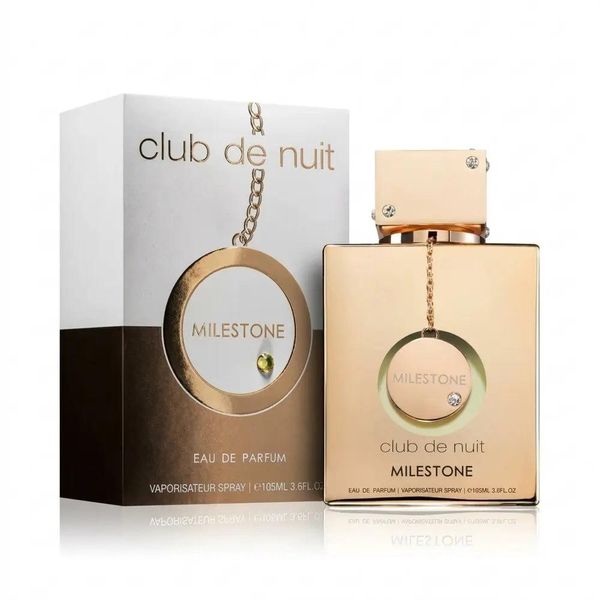 club de nuit
MILESTONE
EAU DE PARFUM
VAPORISATEUR SPRAY | ℮105ML 3.6FL.OZ
MILESTONE
club de nuit
MILESTONE
EAU DE PARFUM | VAPORISATEUR SPRAY | ℮105ML 3.6FL.OZ